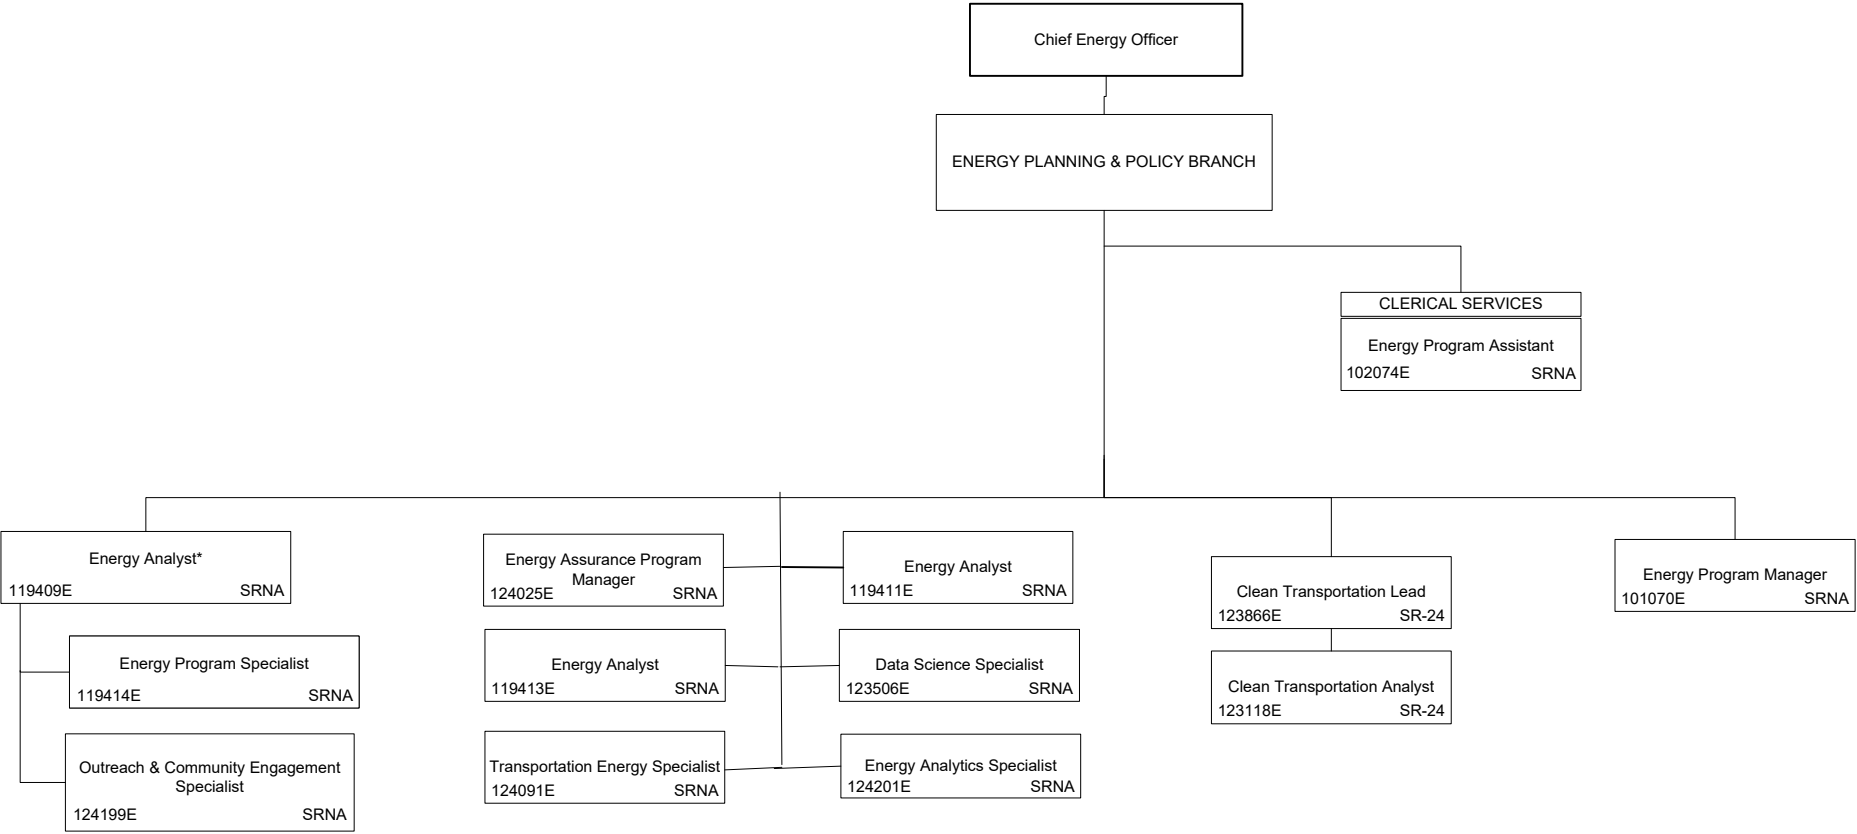 Chief Energy Officer
ENERGY PLANNING & POLICY BRANCH
CLERICAL SERVICES
Energy Program Assistant
102074E SRNA
Energy Analyst*
119409E SRNA
Energy Program Specialist
119414E SRNA
Outreach & Community Engagement
Specialist
124199E SRNA
Energy Assurance Program
Manager
124025E SRNA
Energy Analyst
119413E SRNA
Transportation Energy Specialist
124091E SRNA
Energy Analyst
119411E SRNA
Data Science Specialist
123506E SRNA
Energy Analytics Specialist
124201E SRNA
Clean Transportation Lead
123866E SR-24
Clean Transportation Analyst
123118E SR-24
Energy Program Manager
101070E SRNA